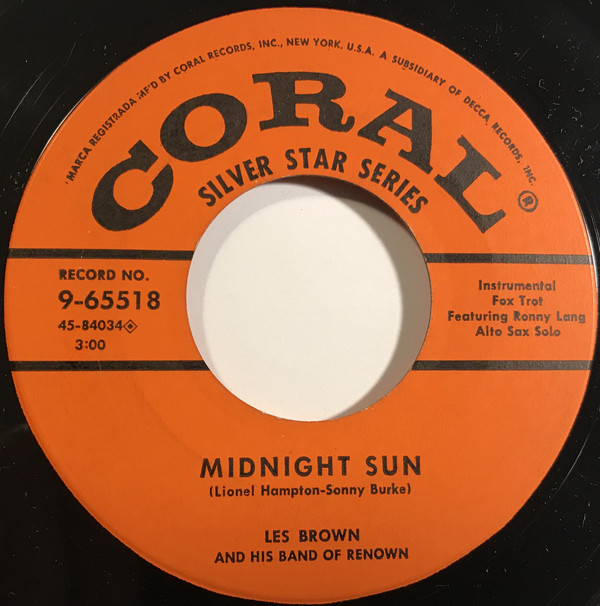 MARCA REGISTRADA MF'D BY CORAL RECORDS, INC., NEW YORK, U.S.A. A SUBSIDIARY OF DECCA RECORDS, INC.
CORAL®
SILVER STAR SERIES
RECORD NO.
9-65518
45-84034
3:00
Instrumental
Fox Trot
Featuring Ronny Lang
Alto Sax Solo
MIDNIGHT SUN
(Lionel Hampton-Sonny Burke)
LES BROWN
AND HIS BAND OF RENOWN